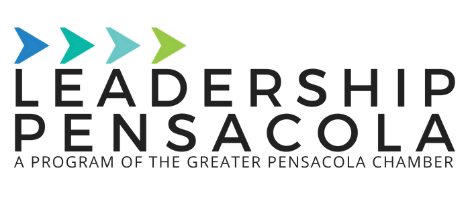 LEADERSHIP
PENSACOLA
A PROGRAM OF THE GREATER PENSACOLA CHAMBER